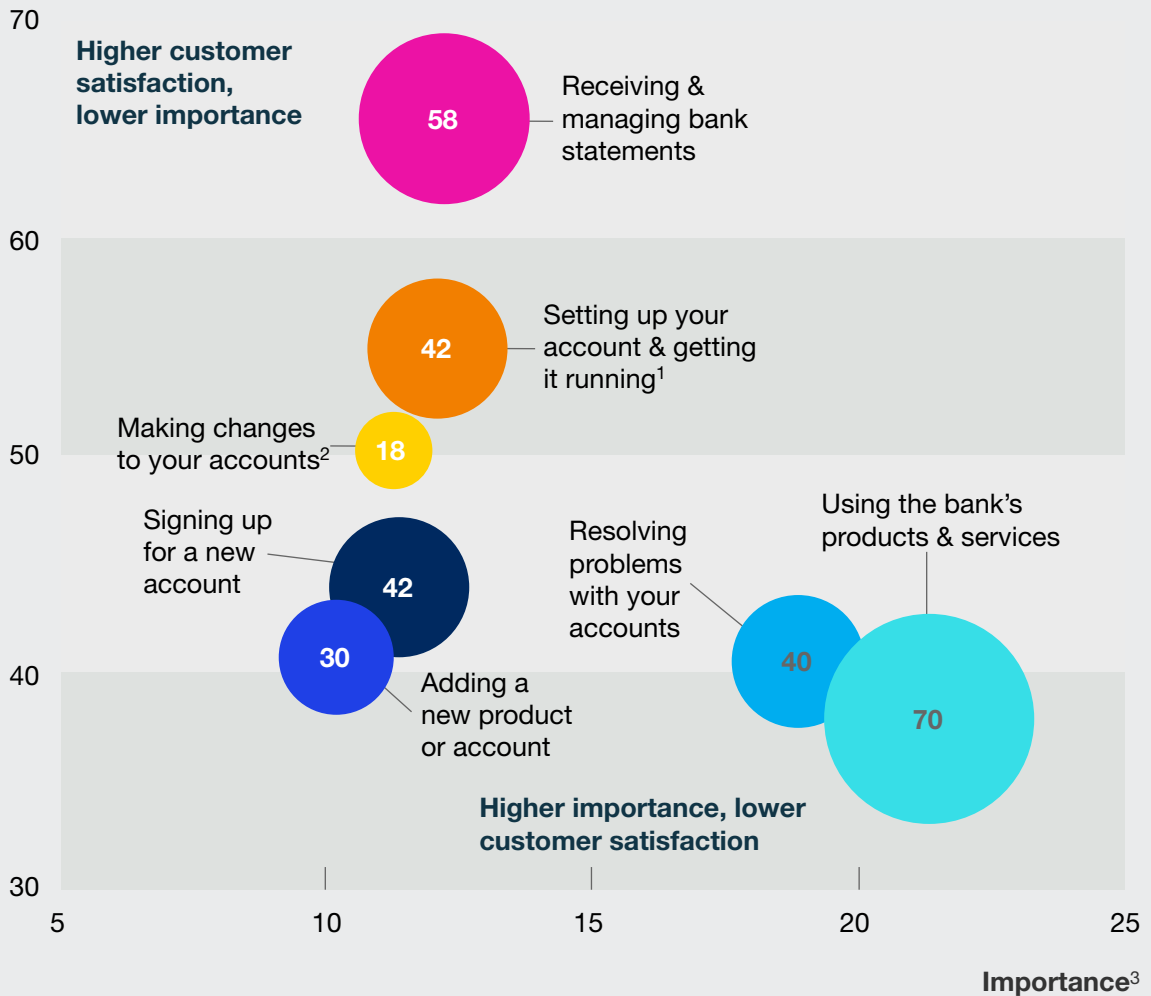 70
Higher customer
satisfaction,
lower importance
58
Receiving &
managing bank
statements
60
42
Setting up your
account & getting
it running¹
Making changes
to your accounts²
18
50
Signing up
for a new
account
42
30
Adding a
new product
or account
Resolving
problems
with your
accounts
40
Using the bank’s
products & services
70
40
Higher importance, lower
customer satisfaction
30
5 10 15 20 25
Importance³